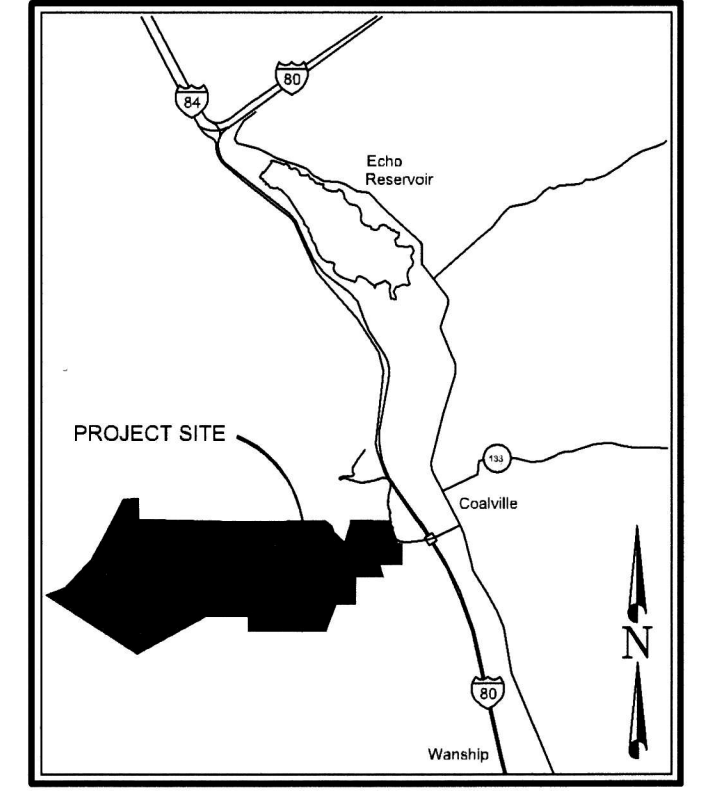 80
84
Echo
Reservoir
PROJECT SITE
133
Coalville
N
80
Wanship